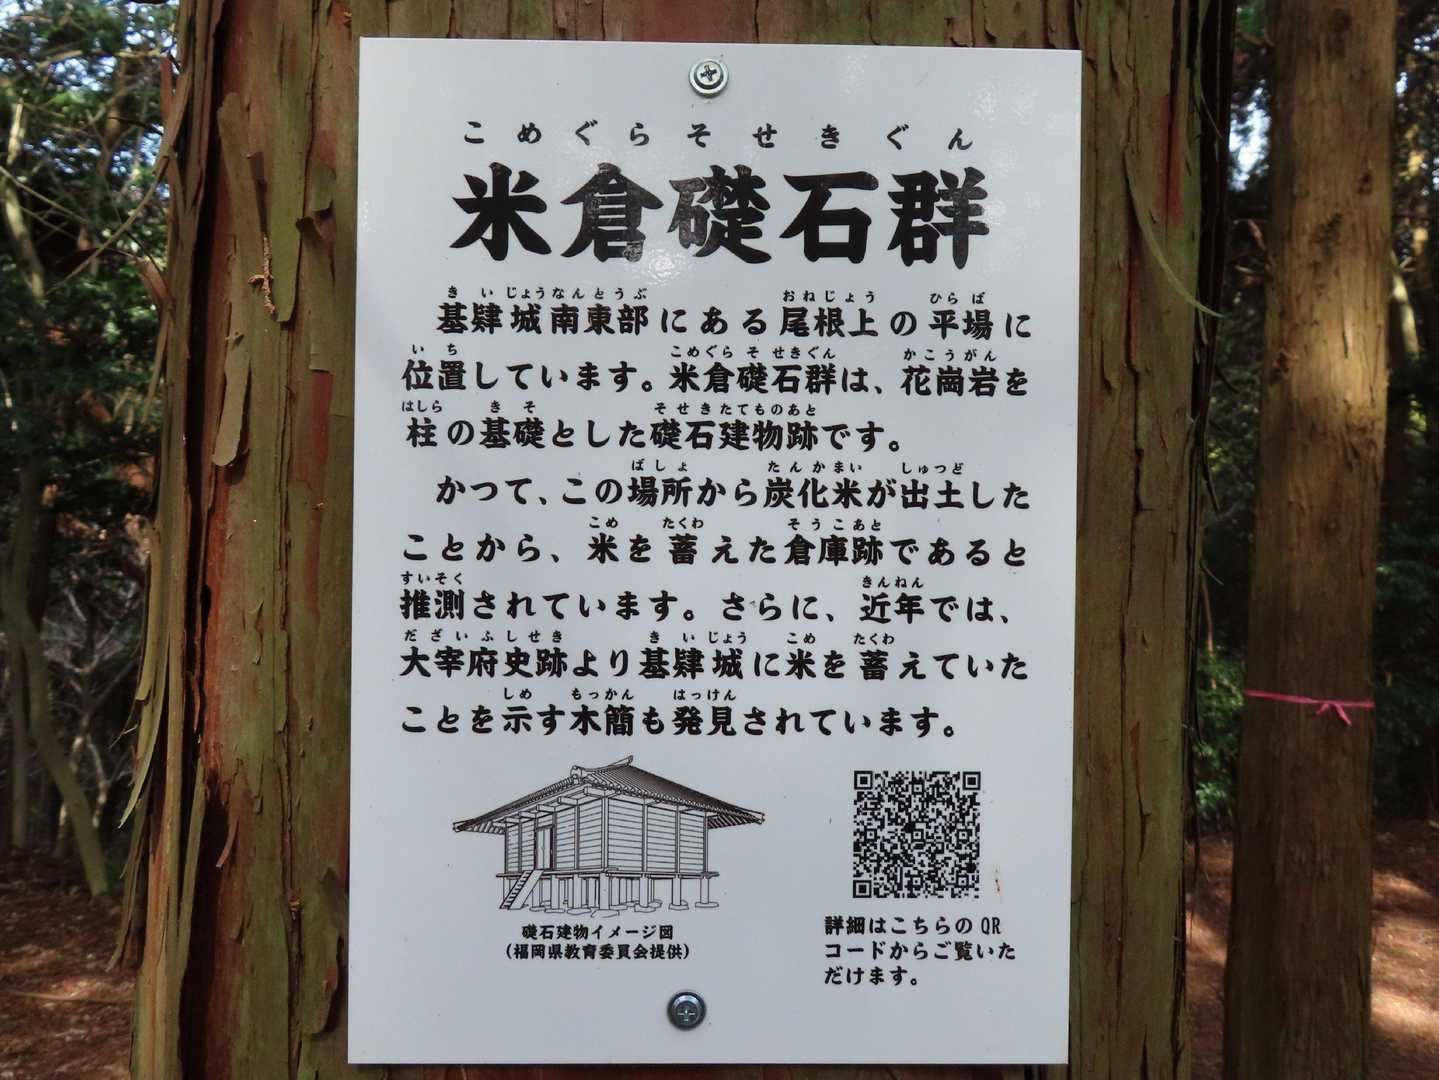 こめぐらそせきぐん
米倉礎石群
きいじょうなんとうぶ おねじょう ひらば
基肄城南東部にある尾根上の平場に
いち こめぐらそせきぐん かこうがん
位置しています。米倉礎石群は、花崗岩を
はしら きそ そせきたてものあと
柱の基礎とした礎石建物跡です。
ばしょ たんかまい しゅつど
かつて、この場所から炭化米が出土した
こめ たくわ そうこあと
ことから、米を蓄えた倉庫跡であると
すいそく きんねん
推測されています。さらに、近年では、
だざいふしせき きいじょう こめ たくわ
大宰府史跡より基肄城に米を蓄えていた
しめ もっかん はっけん
ことを示す木簡も発見されています。
礎石建物イメージ図
(福岡県教育委員会提供)
詳細はこちらのQR
コードからご覧いた
だけます。